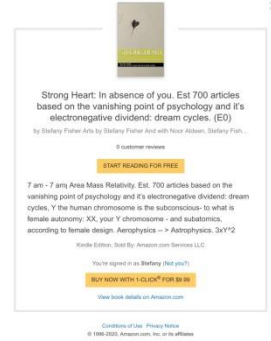 Strong Heart: In absence of you. Est 700 articles
based on the vanishing point of psychology and it's
electronegative dividend: dream cycles. (E0)
by Stefany Fisher Arts by Stefany Fisher And with Noor Aldeen, Stefany Fish...
0 customer reviews
START READING FOR FREE
7 am - 7 amj Area Mass Relativity, Est. 700 articles based on the
vanishing point of psychology and it's electronegative dividend: dream
cycles, Y the human chromosome is the subconscious- to what is
female autonomy: XX, your Y chromosome - and subatomics,
according to female design. Aerophysics -- > Astrophysics. 3xY^2
Kindle Edition, Sold By: Amazon.com Services LLC
You're signed in as Stefany (Not you?)
BUY NOW WITH 1-CLICK® FOR $9.99
View book details on Amazon.com
Conditions of Use Privacy Notice
© 1996-2020, Amazon.com, Inc. or its affiliates